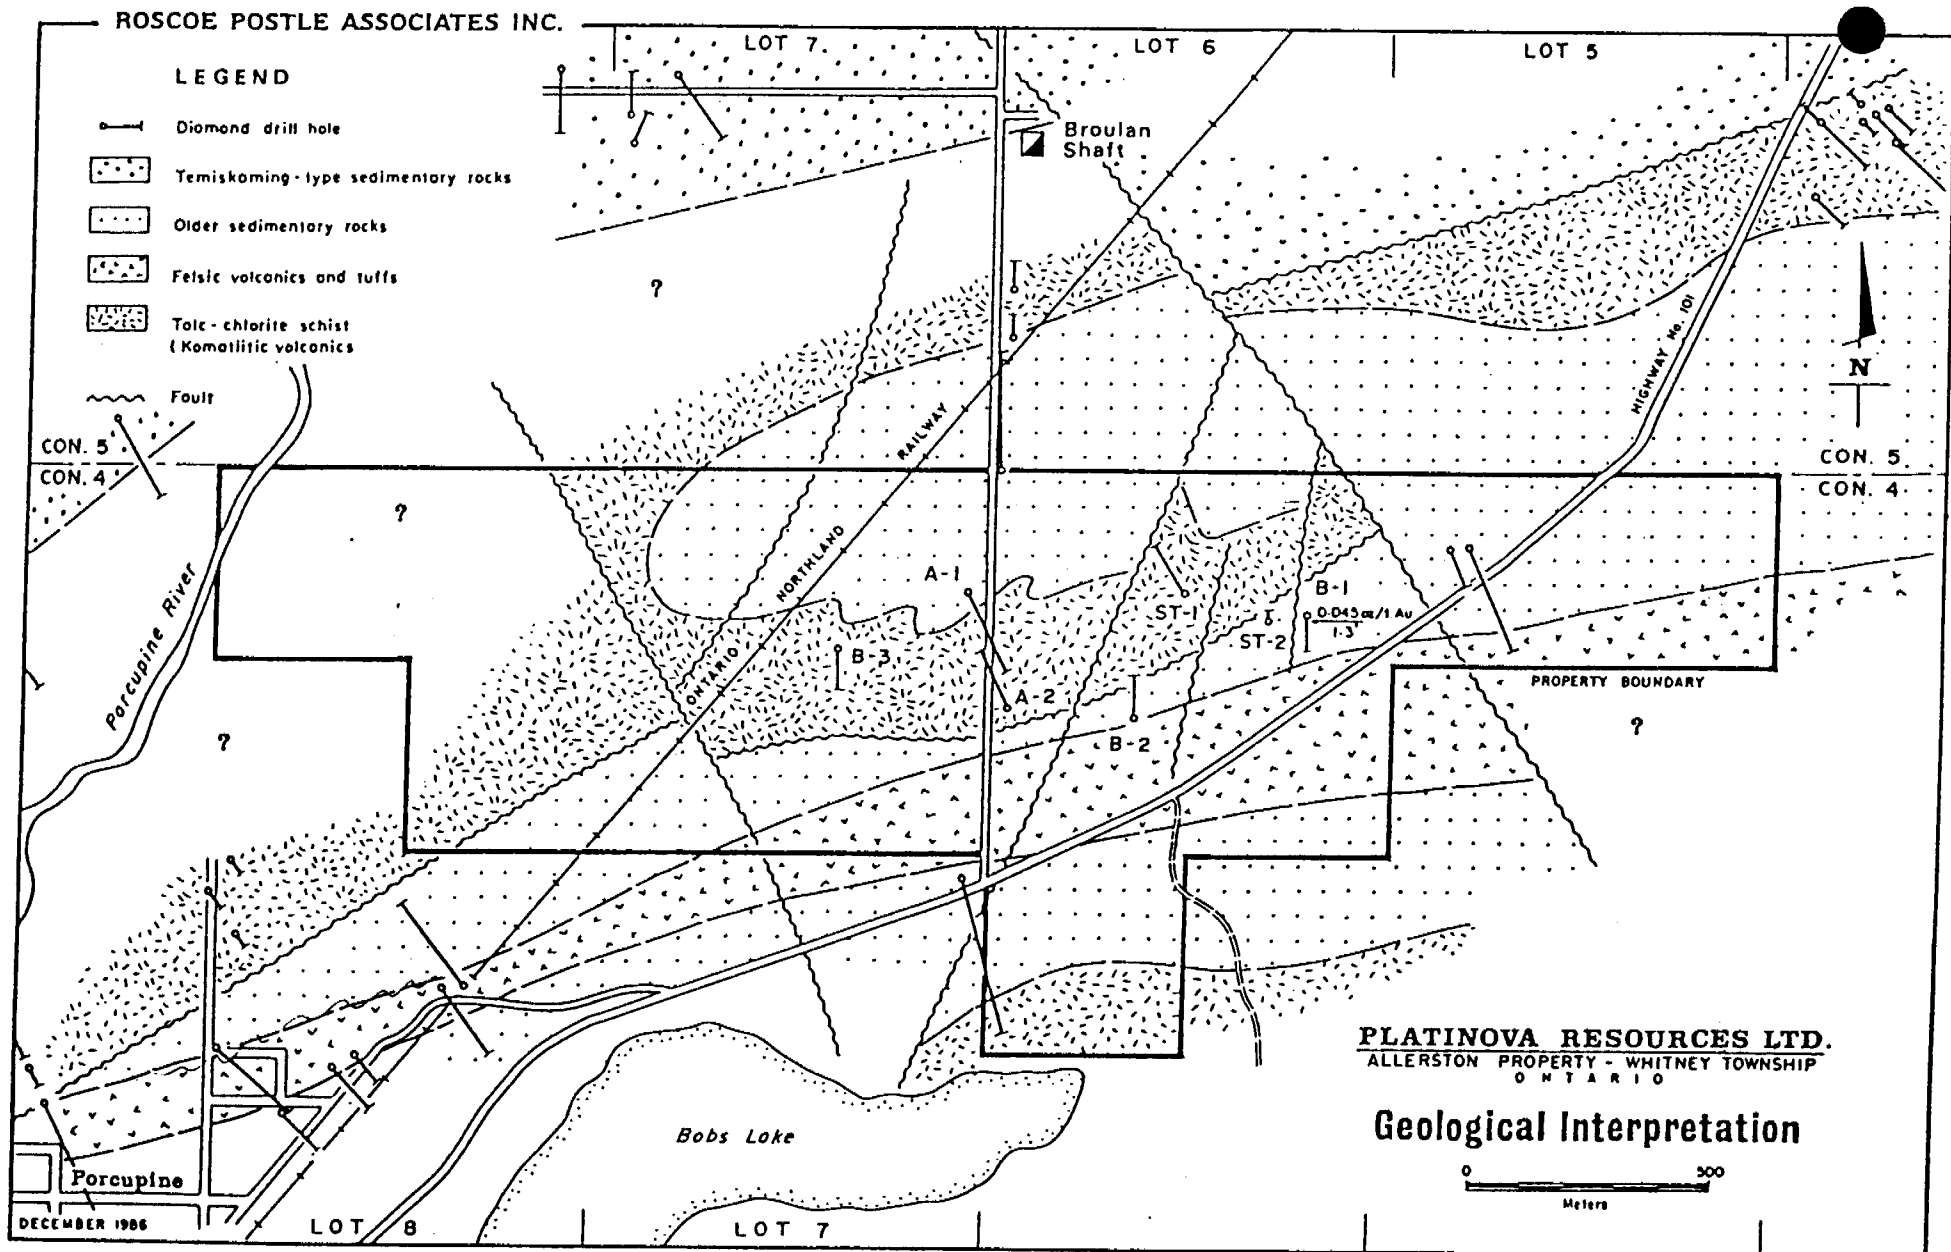 ROSCOE POSTLE ASSOCIATES INC.
LOT 7
LOT 6
LOT 5
LEGEND
Diamond drill hole
Temiskaming-type sedimentary rocks
Older sedimentary rocks
Felsic volcanics and tuffs
Talc-chlorite schist
(Komatiitic volcanics
Fault
Broulan
Shaft
?
HIGHWAY No. 101
N
RAILWAY
NORTHLAND
ONTARIO
CON. 5
CON. 4
CON. 5
CON. 4
?
Porcupine River
?
A-1
B-3
A-2
ST-1
B-1
0.045 oz/t Au
1.3'
ST-2
B-2
PROPERTY BOUNDARY
?
PLATINOVA RESOURCES LTD.
ALLERSTON PROPERTY - WHITNEY TOWNSHIP
ONTARIO
Geological Interpretation
0 500
Meters
Bobs Lake
Porcupine
DECEMBER 1986
LOT 8
LOT 7